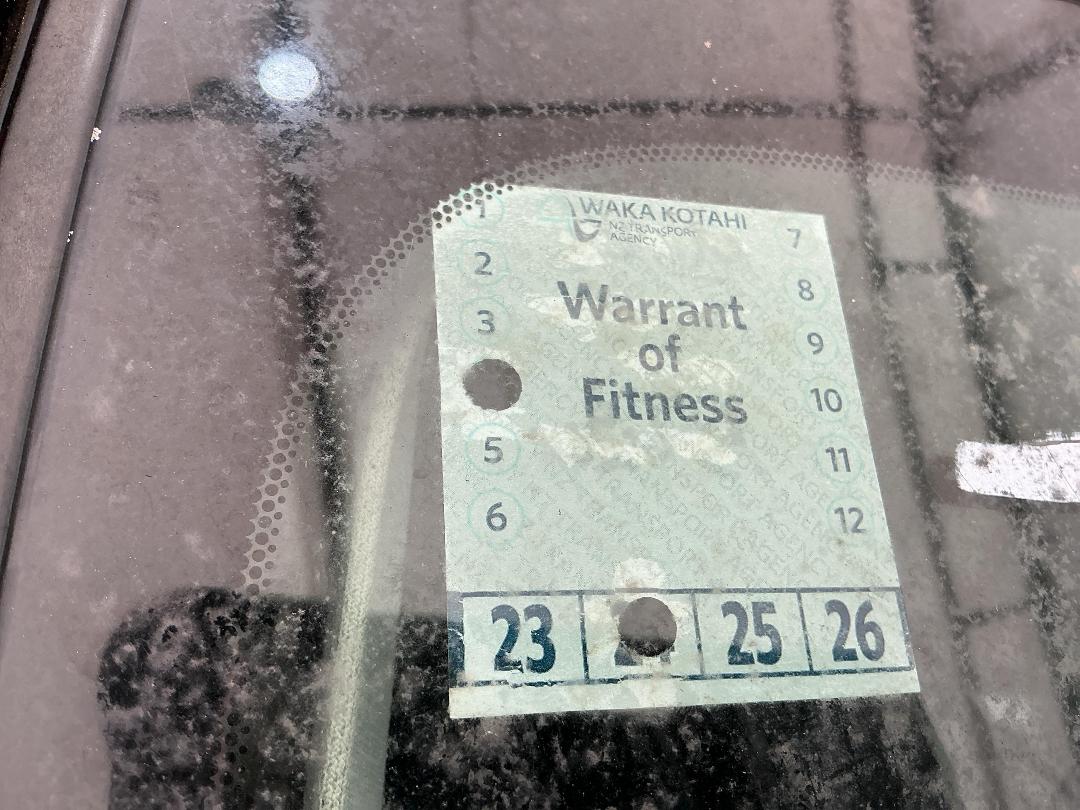 WAKA KOTAHI
NZ TRANSPORT
AGENCY
Warrant
of
Fitness
1
2
3
5
6
7
8
9
10
11
12
23
25
26